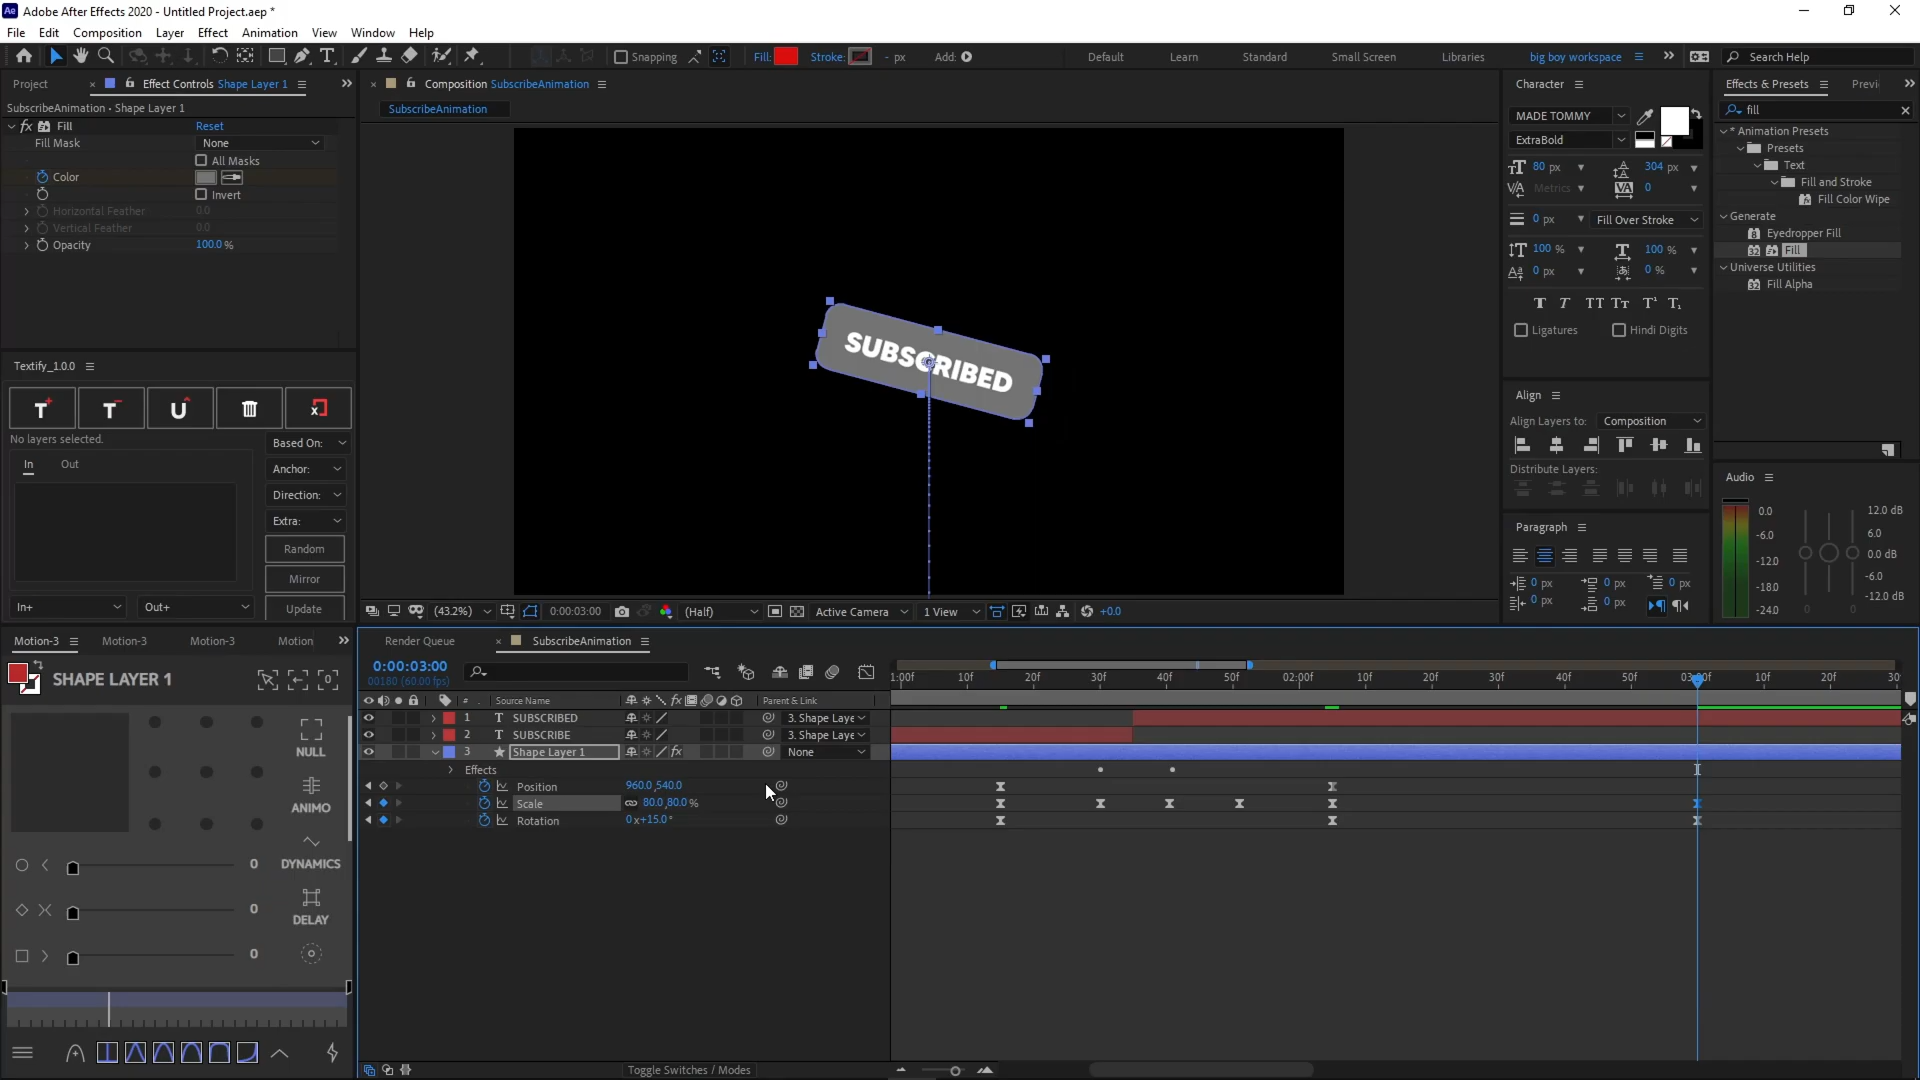 Adobe After Effects 2020 - Untitled Project.aep *
File Edit Composition Layer Effect Animation View Window Help
Snapping Fill: Stroke: - px Add: Default Learn Standard Small Screen Libraries big boy workspace Search Help
Project Effect Controls Shape Layer 1
SubscribeAnimation • Shape Layer 1
Fill Reset
Fill Mask None
All Masks
Color
Invert
Horizontal Feather 0.0
Vertical Feather 0.0
Opacity 100.0 %
Textify_1.0.0
No layers selected.
Based On:
In Out
Anchor:
Direction:
Extra:
Random
Mirror
In+ Out+ Update
Composition SubscribeAnimation
SubscribeAnimation
SUBSCRIBED
(43.2%) 0:00:03:00 (Half) Active Camera 1 View +0.0
Character
MADE TOMMY
ExtraBold
80 px 304 px
Metrics 0
0 px Fill Over Stroke
100 % 100 %
0 px 0 %
Ligatures Hindi Digits
Align
Align Layers to: Composition
Distribute Layers:
Paragraph
0 px 0 px 0 px
0 px 0 px
Effects & Presets Previ
fill
* Animation Presets
Presets
Text
Fill and Stroke
Fill Color Wipe
Generate
Eyedropper Fill
Fill
Universe Utilities
Fill Alpha
Audio
0.0 12.0 dB
-6.0 6.0
-12.0 0.0 dB
-18.0 -6.0
-24.0 0 0 -12.0 dB
Motion-3 Motion-3 Motion-3 Motion
SHAPE LAYER 1
NULL
ANIMO
0 DYNAMICS
0 DELAY
0
Render Queue SubscribeAnimation
0:00:03:00
00180 (60.00 fps)
1:00f 10f 20f 30f 40f 50f 02:00f 10f 20f 30f 40f 50f 03:00f 10f 20f 30
# Source Name Parent & Link
1 T SUBSCRIBED 3. Shape Laye
2 T SUBSCRIBE 3. Shape Laye
3 Shape Layer 1 None
Effects
Position 960.0,540.0
Scale 80.0,80.0 %
Rotation 0 x+15.0 °
Toggle Switches / Modes